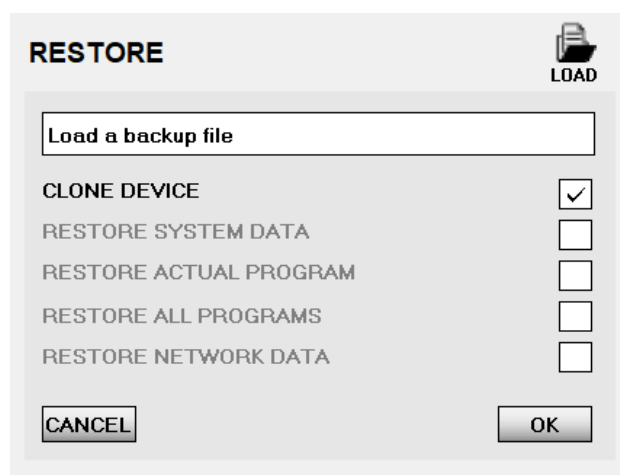 RESTORE
LOAD
Load a backup file
CLONE DEVICE
RESTORE SYSTEM DATA
RESTORE ACTUAL PROGRAM
RESTORE ALL PROGRAMS
RESTORE NETWORK DATA
CANCEL
OK